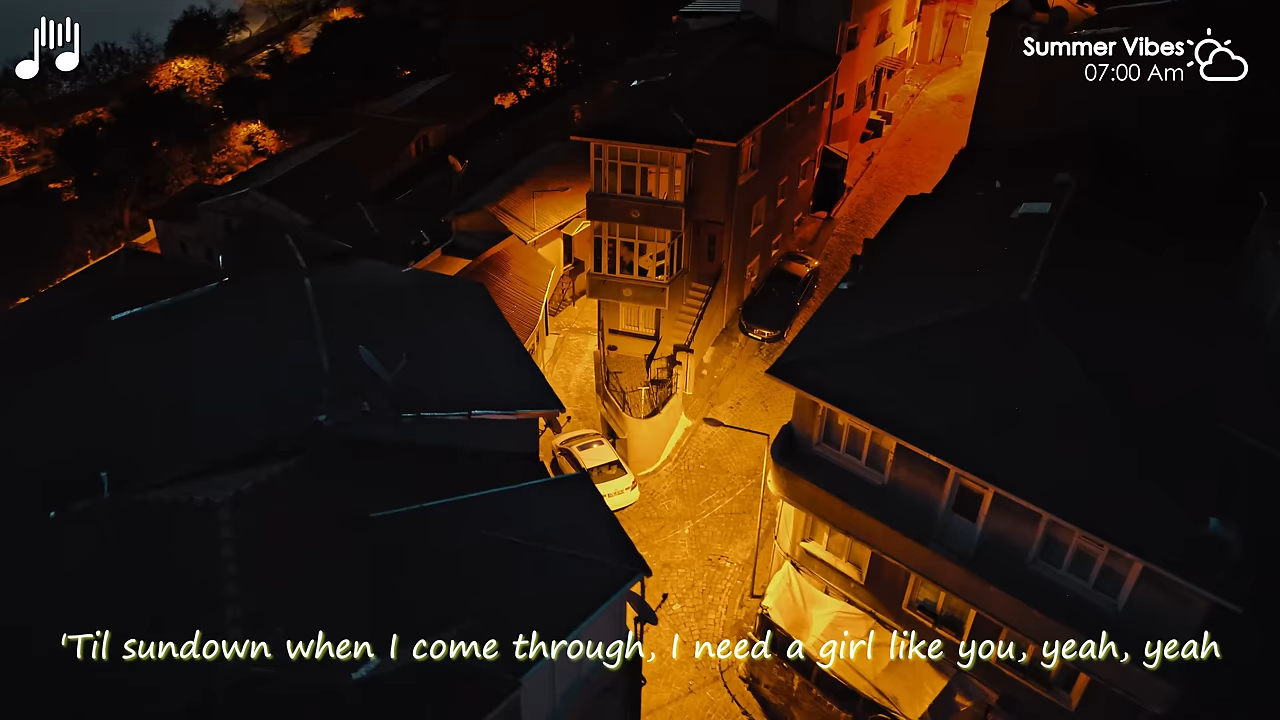 Summer Vibes
07:00 Am
'Til sundown when I come through, I need a girl like you, yeah, yeah